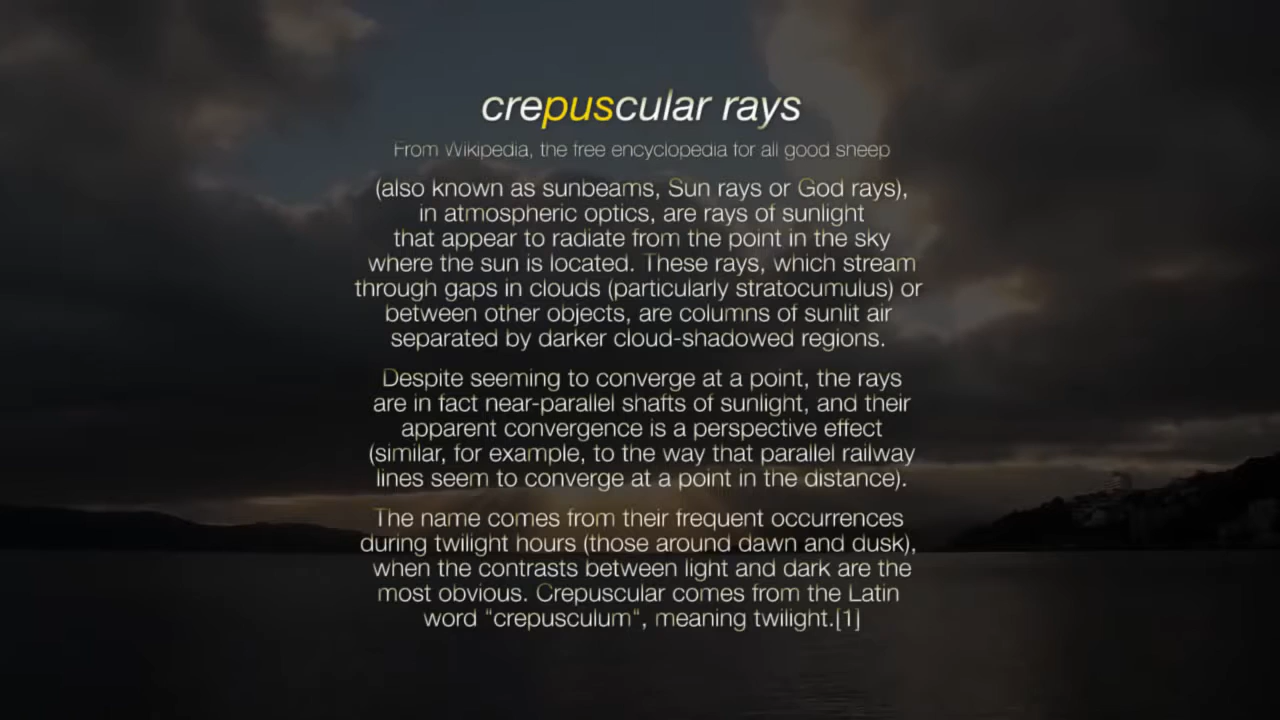 crepuscular rays
From Wikipedia, the free encyclopedia for all good sheep
(also known as sunbeams, Sun rays or God rays),
in atmospheric optics, are rays of sunlight
that appear to radiate from the point in the sky
where the sun is located. These rays, which stream
through gaps in clouds (particularly stratocumulus) or
between other objects, are columns of sunlit air
separated by darker cloud-shadowed regions.
Despite seeming to converge at a point, the rays
are in fact near-parallel shafts of sunlight, and their
apparent convergence is a perspective effect
(similar, for example, to the way that parallel railway
lines seem to converge at a point in the distance).
The name comes from their frequent occurrences
during twilight hours (those around dawn and dusk),
when the contrasts between light and dark are the
most obvious. Crepuscular comes from the Latin
word "crepusculum", meaning twilight.[1]